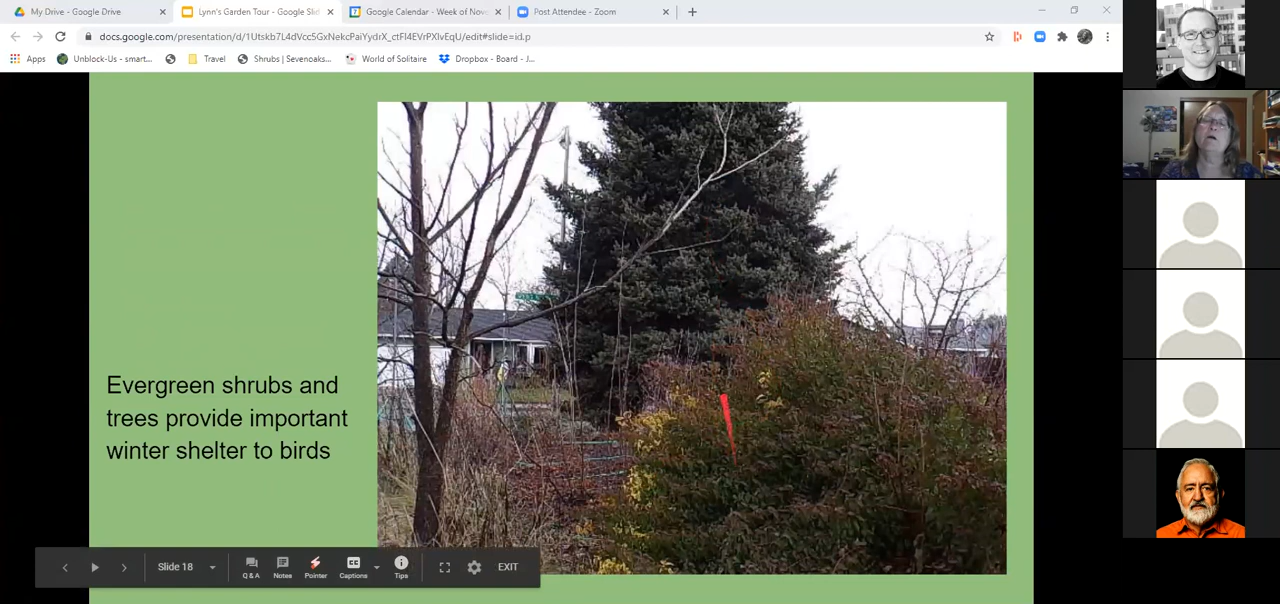 My Drive - Google Drive
Lynn's Garden Tour - Google Slid
Google Calendar - Week of Nove
Post Attendee - Zoom
docs.google.com/presentation/d/1Utskb7L4dVcc5GxNekcPaiYydrX_ctFl4EVrPXlvEqU/edit#slide=id.p
Apps
Unblock-Us - smart...
Travel
Shrubs | Sevenoaks...
World of Solitaire
Dropbox - Board - J...
Evergreen shrubs and
trees provide important
winter shelter to birds
Slide 18
Q & A
Notes
Pointer
Captions
Tips
EXIT